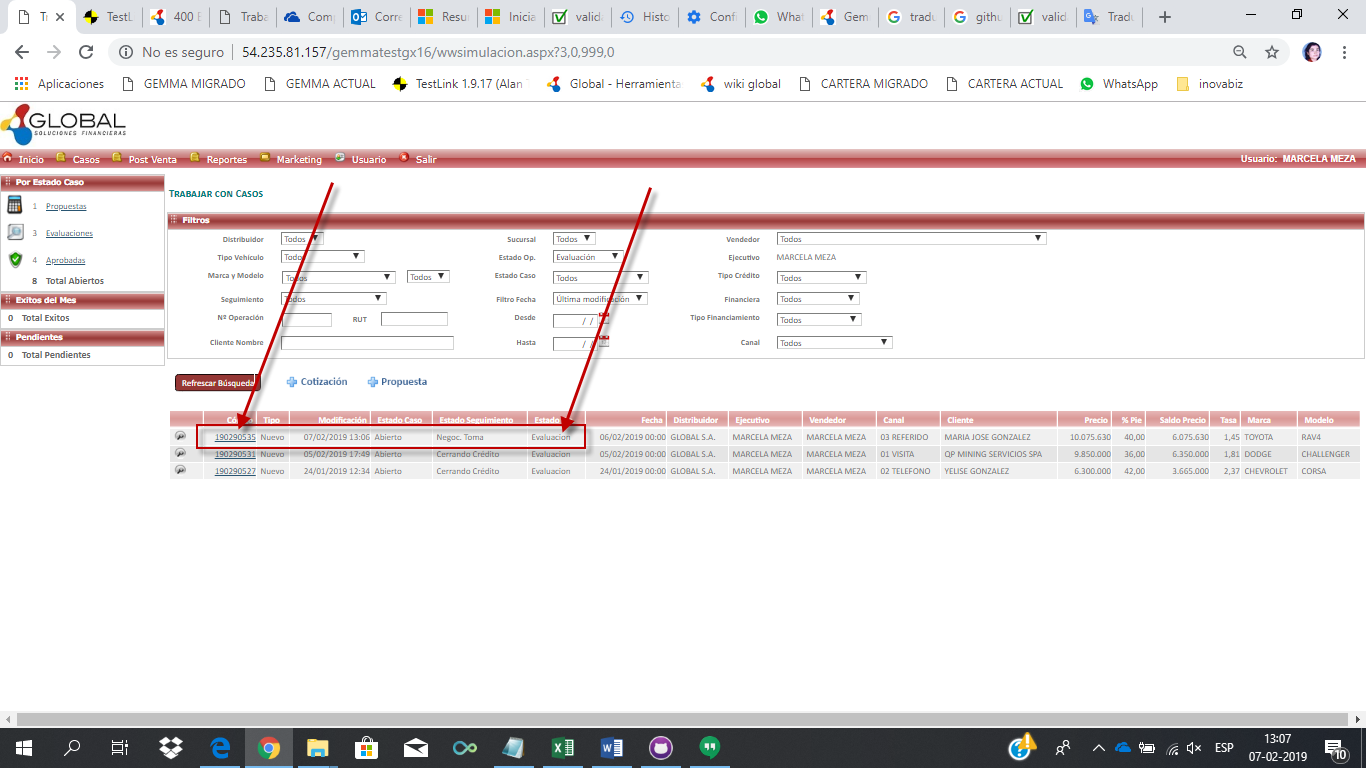 Tr
TestL
400 E
Traba
Comp
Corre
Resu
Inicia
valida
Histo
Confi
What
Gem
tradu
githu
valid
Tradu
No es seguro | 54.235.81.157/gemmatestgx16/wwsimulacion.aspx?3,0,999,0
Aplicaciones GEMMA MIGRADO GEMMA ACTUAL TestLink 1.9.17 (Alan Global - Herramienta wiki global CARTERA MIGRADO CARTERA ACTUAL WhatsApp inovabiz
GLOBAL
SOLUCIONES FINANCIERAS
Inicio Casos Post Venta Reportes Marketing Usuario Salir Usuario: MARCELA MEZA
Por Estado Caso
1 Propuestas
3 Evaluaciones
4 Aprobadas
8 Total Abiertos
Exitos del Mes
0 Total Exitos
Pendientes
0 Total Pendientes
TRABAJAR CON CASOS
Filtros
Distribuidor Todos Sucursal Todos Vendedor Todos
Tipo Vehículo Todos Estado Op. Evaluación Ejecutivo MARCELA MEZA
Marca y Modelo Todos Todos Estado Caso Todos Tipo Crédito Todos
Seguimiento Todos Filtro Fecha Última modificación Financiera Todos
Nº Operación RUT Desde / / Tipo Financiamiento Todos
Cliente Nombre Hasta / / Canal Todos
Refrescar Búsqueda Cotización Propuesta
Tipo Modificación Estado Caso Estado Seguimiento Estado Fecha Distribuidor Ejecutivo Vendedor Canal Cliente Precio % Pie Saldo Precio Tasa Marca Modelo
190290535 Nuevo 07/02/2019 13:06 Abierto Negoc. Toma Evaluacion 06/02/2019 00:00 GLOBAL S.A. MARCELA MEZA MARCELA MEZA 03 REFERIDO MARIA JOSE GONZALEZ 10.075.630 40,00 6.075.630 1,45 TOYOTA RAV4
190290531 Nuevo 05/02/2019 17:49 Abierto Cerrando Crédito Evaluacion 05/02/2019 00:00 GLOBAL S.A. MARCELA MEZA MARCELA MEZA 01 VISITA QP MINING SERVICIOS SPA 9.850.000 36,00 6.350.000 1,81 DODGE CHALLENGER
190290527 Nuevo 24/01/2019 12:34 Abierto Cerrando Crédito Evaluacion 24/01/2019 00:00 GLOBAL S.A. MARCELA MEZA MARCELA MEZA 02 TELEFONO YELISE GONZALEZ 6.300.000 42,00 3.665.000 2,37 CHEVROLET CORSA
ESP 13:07
07-02-2019 10